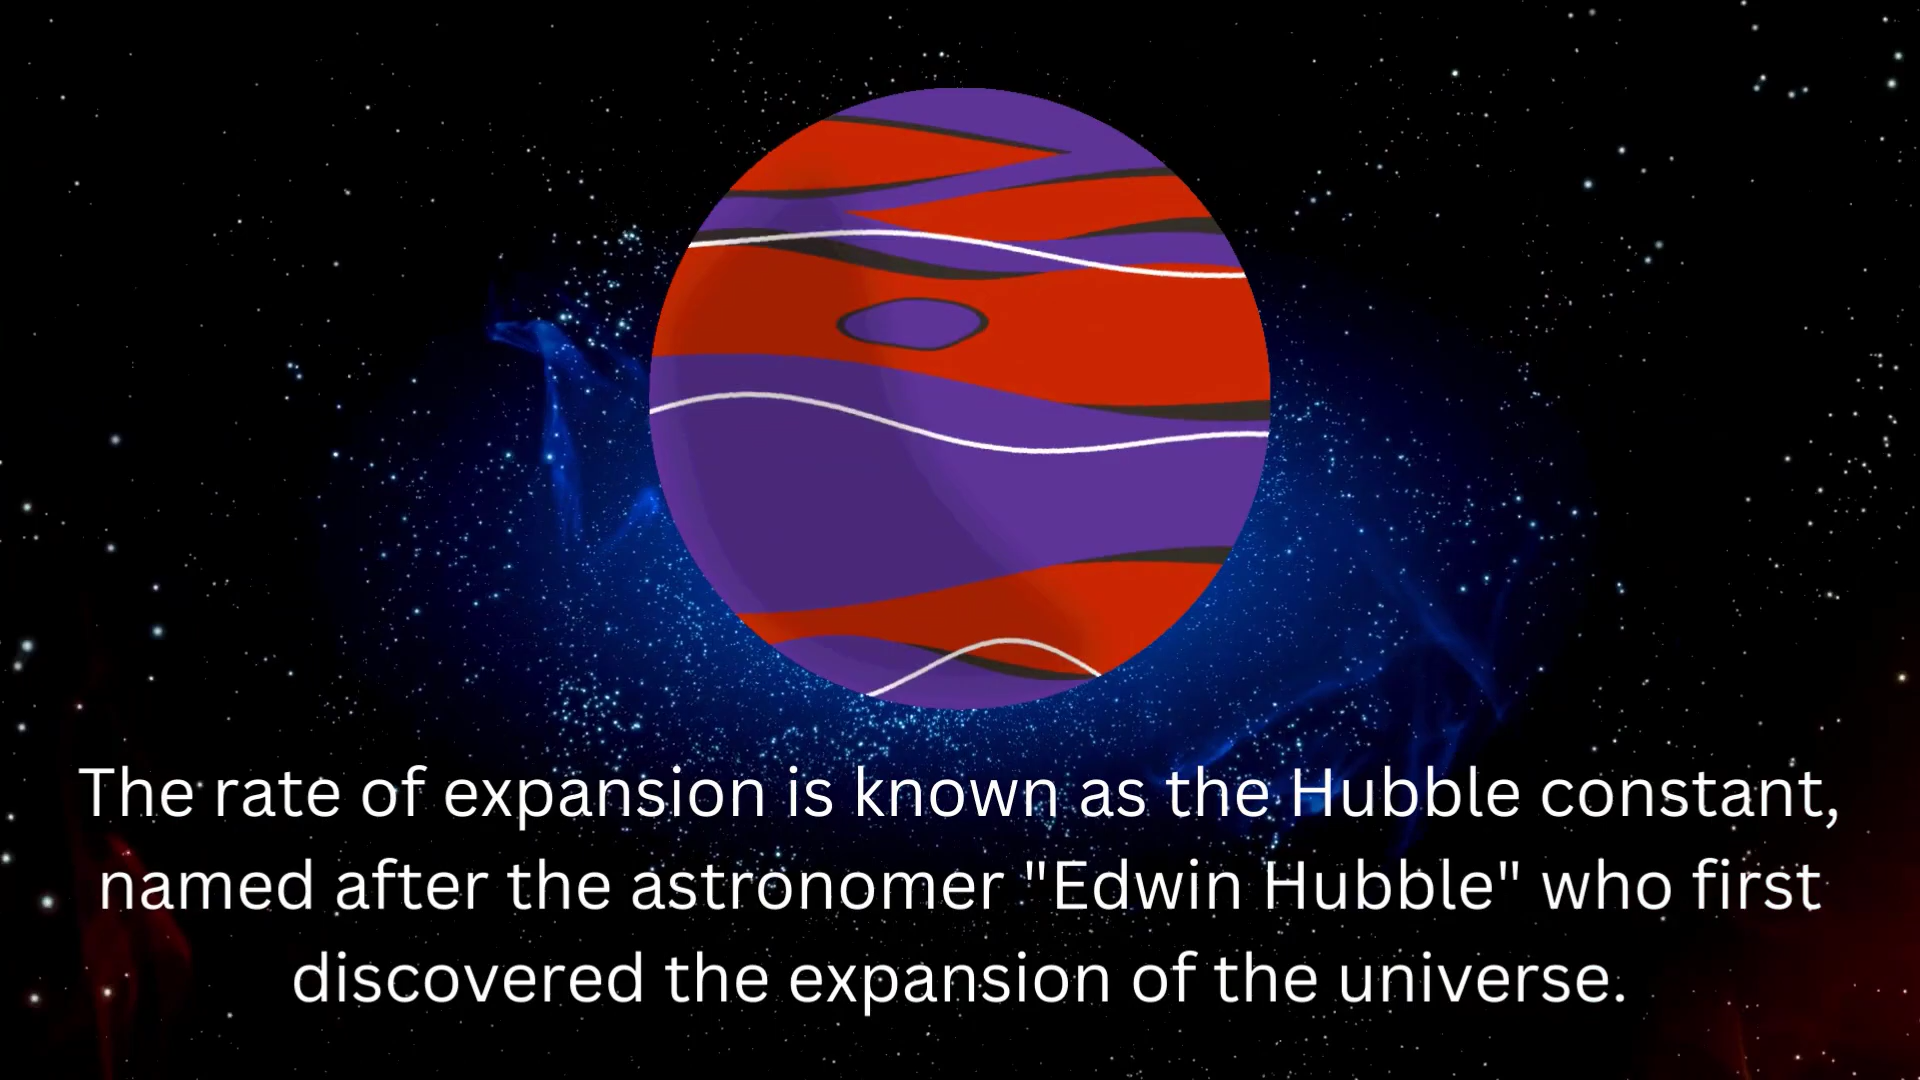 The rate of expansion is known as the Hubble constant,
named after the astronomer "Edwin Hubble" who first
discovered the expansion of the universe.